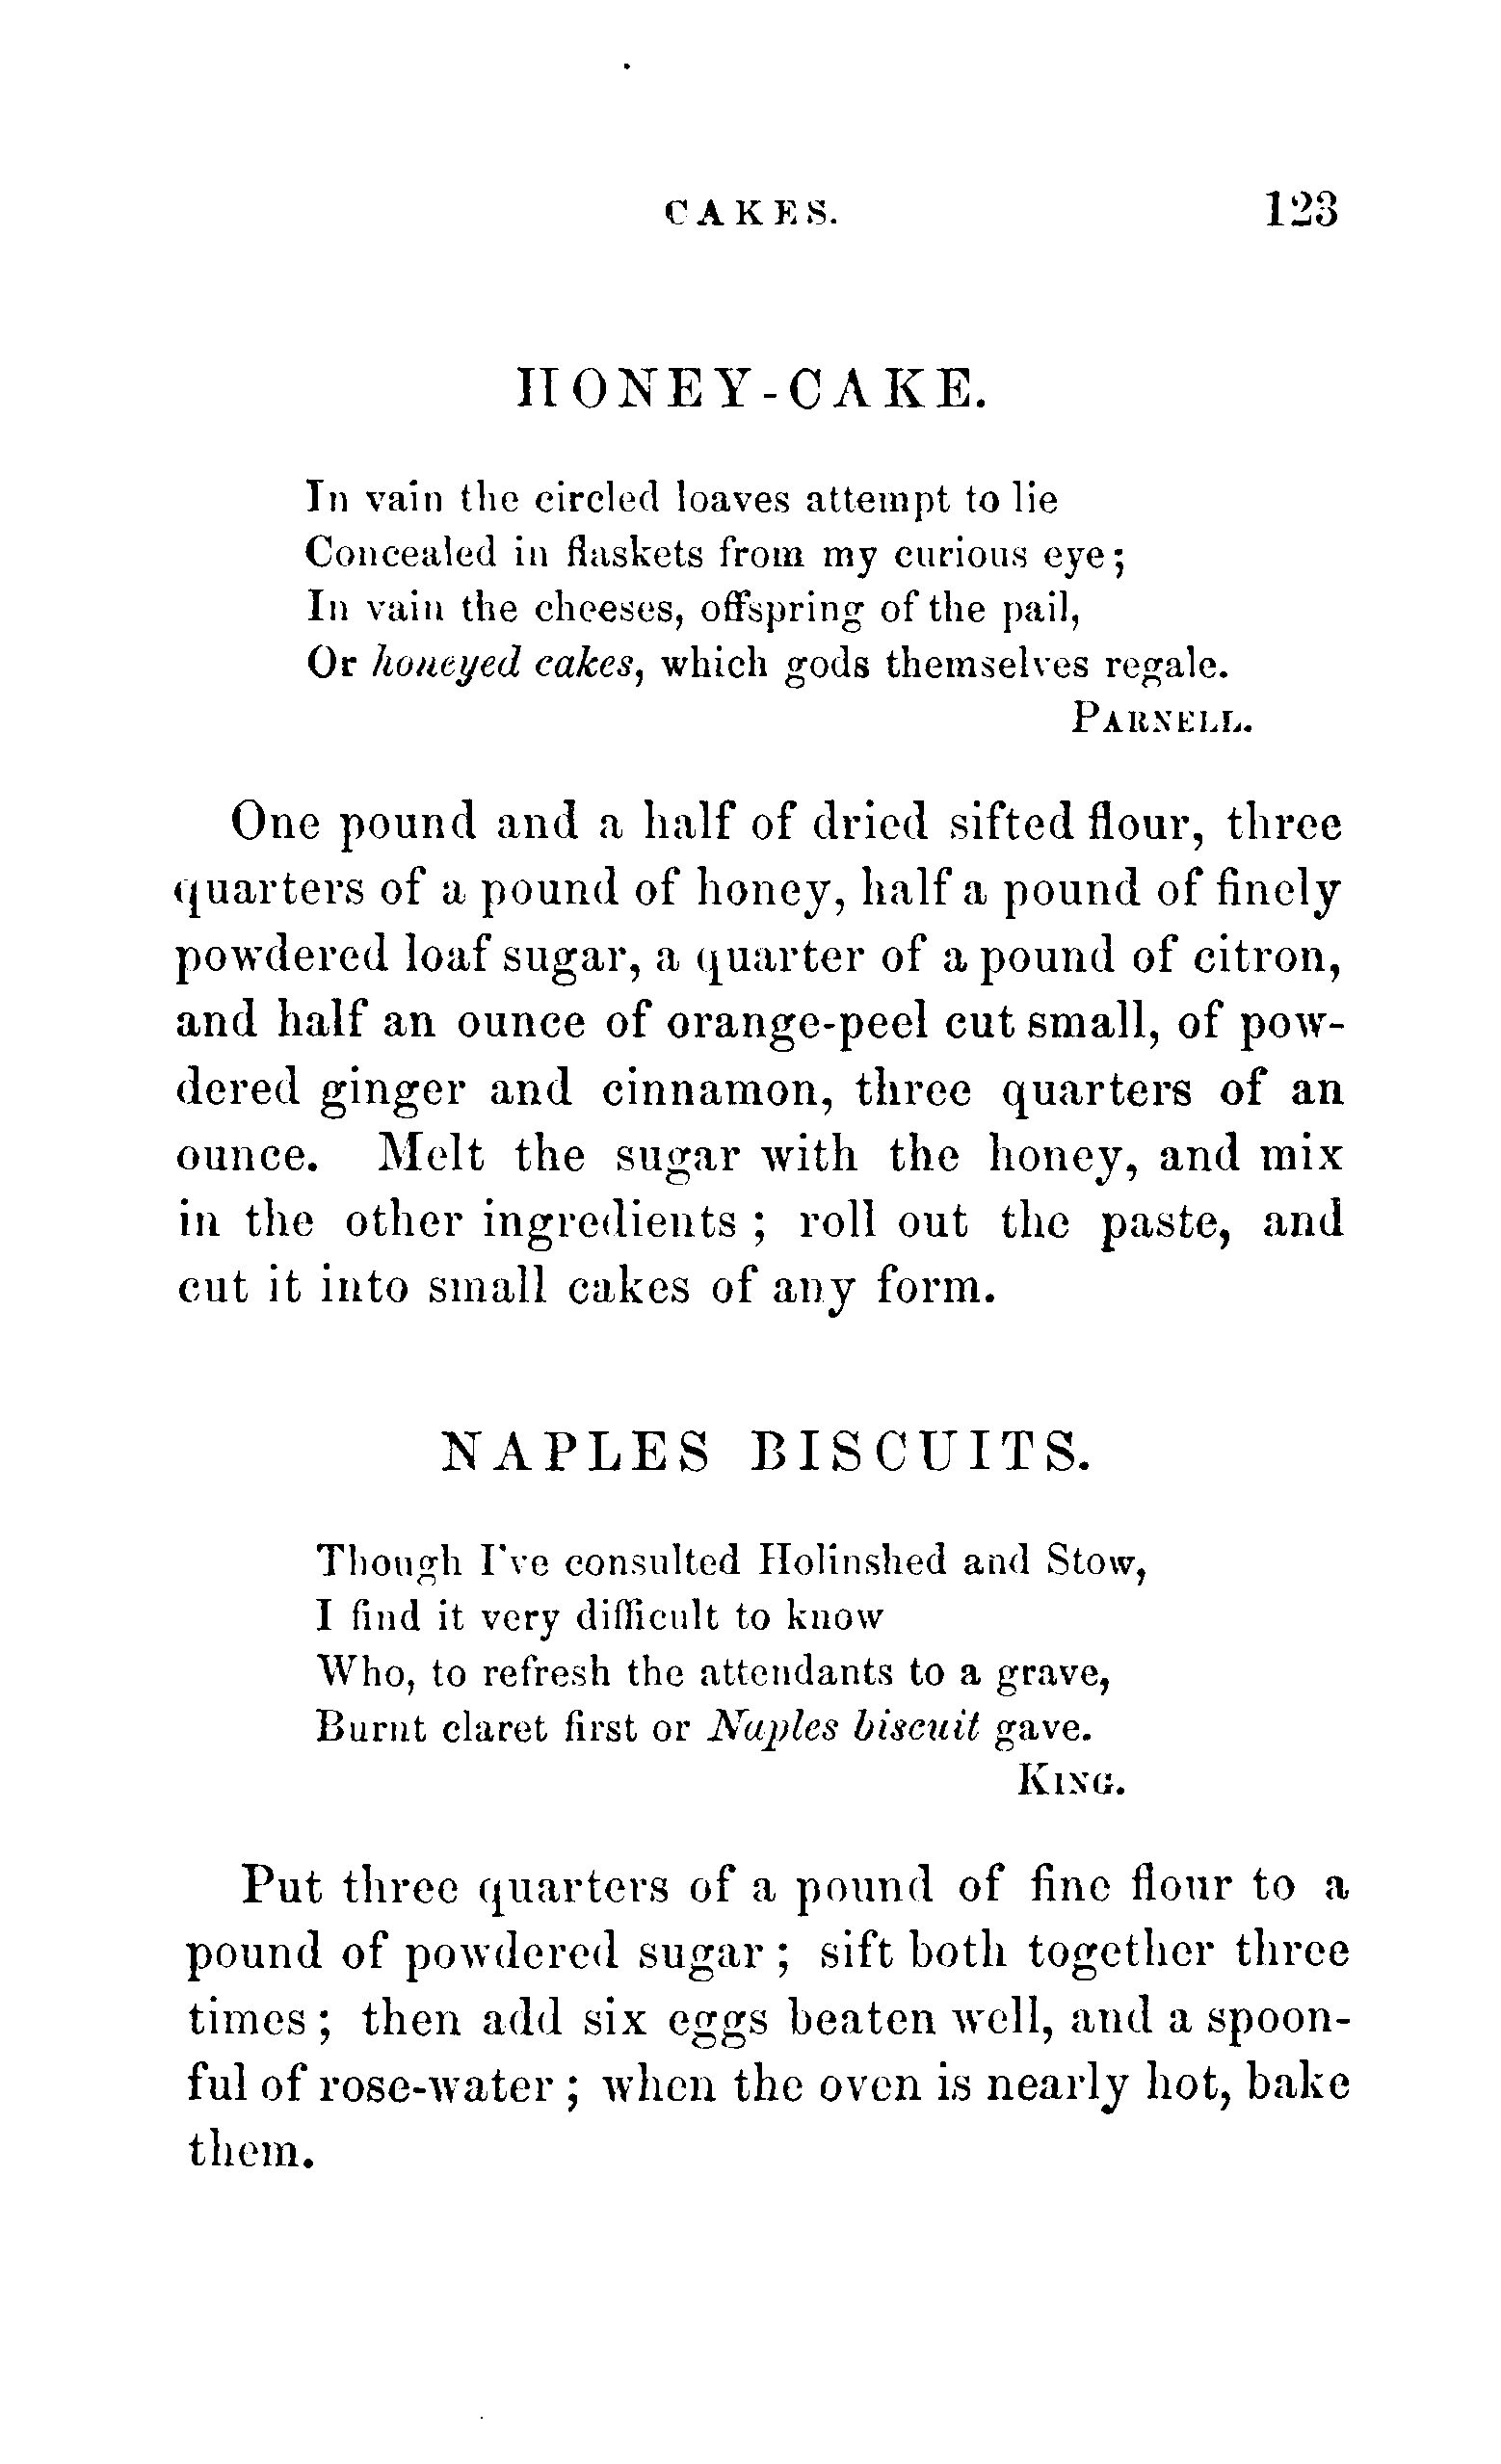 CAKES. 123
HONEY-CAKE.
In vain the circled loaves attempt to lie
Concealed in flaskets from my curious eye;
In vain the cheeses, offspring of the pail,
Or honeyed cakes, which gods themselves regale.
PARNELL.
One pound and a half of dried sifted flour, three
quarters of a pound of honey, half a pound of finely
powdered loaf sugar, a quarter of a pound of citron,
and half an ounce of orange-peel cut small, of pow-
dered ginger and cinnamon, three quarters of an
ounce. Melt the sugar with the honey, and mix
in the other ingredients ; roll out the paste, and
cut it into small cakes of any form.
NAPLES BISCUITS.
Though I've consulted Holinshed and Stow,
I find it very difficult to know
Who, to refresh the attendants to a grave,
Burnt claret first or Naples biscuit gave.
KING.
Put three quarters of a pound of fine flour to a
pound of powdered sugar ; sift both together three
times ; then add six eggs beaten well, and a spoon-
ful of rose-water ; when the oven is nearly hot, bake
them.